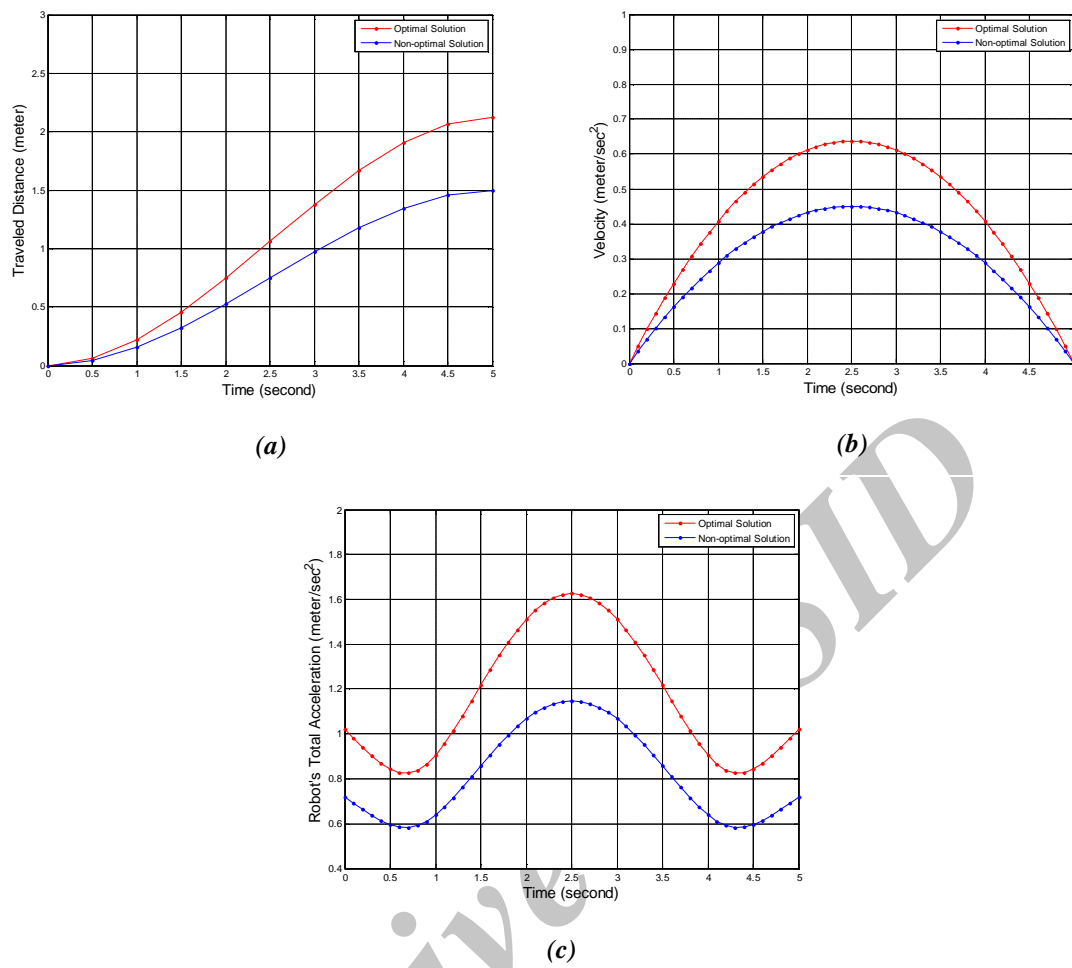 3
2.5
2
1.5
1
0.5
0
Traveled Distance (meter)
Optimal Solution
Non-optimal Solution
0 0.5 1 1.5 2 2.5 3 3.5 4 4.5 5
Time (second)
(a)
1
0.9
0.8
0.7
0.6
0.5
0.4
0.3
0.2
0.1
0
Velocity (meter/sec²)
Optimal Solution
Non-optimal Solution
0 0.5 1 1.5 2 2.5 3 3.5 4 4.5
Time (second)
(b)
2
1.8
1.6
1.4
1.2
1
0.8
0.6
0.4
Robot's Total Acceleration (meter/sec²)
Optimal Solution
Non-optimal Solution
0 0.5 1 1.5 2 2.5 3 3.5 4 4.5 5
Time (second)
(c)
ive
SID